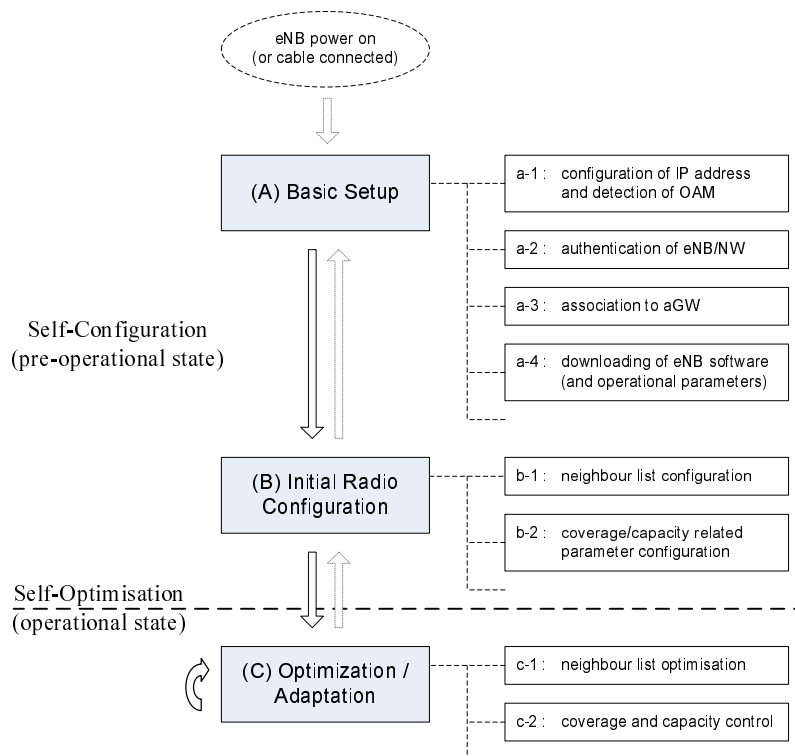 eNB power on
(or cable connected)
(A) Basic Setup
a-1 : configuration of IP address
and detection of OAM
a-2 : authentication of eNB/NW
a-3 : association to aGW
a-4 : downloading of eNB software
(and operational parameters)
Self-Configuration
(pre-operational state)
(B) Initial Radio
Configuration
b-1 : neighbour list configuration
b-2 : coverage/capacity related
parameter configuration
Self-Optimisation
(operational state)
(C) Optimization /
Adaptation
c-1 : neighbour list optimisation
c-2 : coverage and capacity control